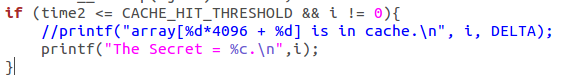 if (time2 <= CACHE_HIT_THRESHOLD && i != 0){
//printf("array[%d*4096 + %d] is in cache.\n", i, DELTA);
printf("The Secret = %c.\n",i);
}